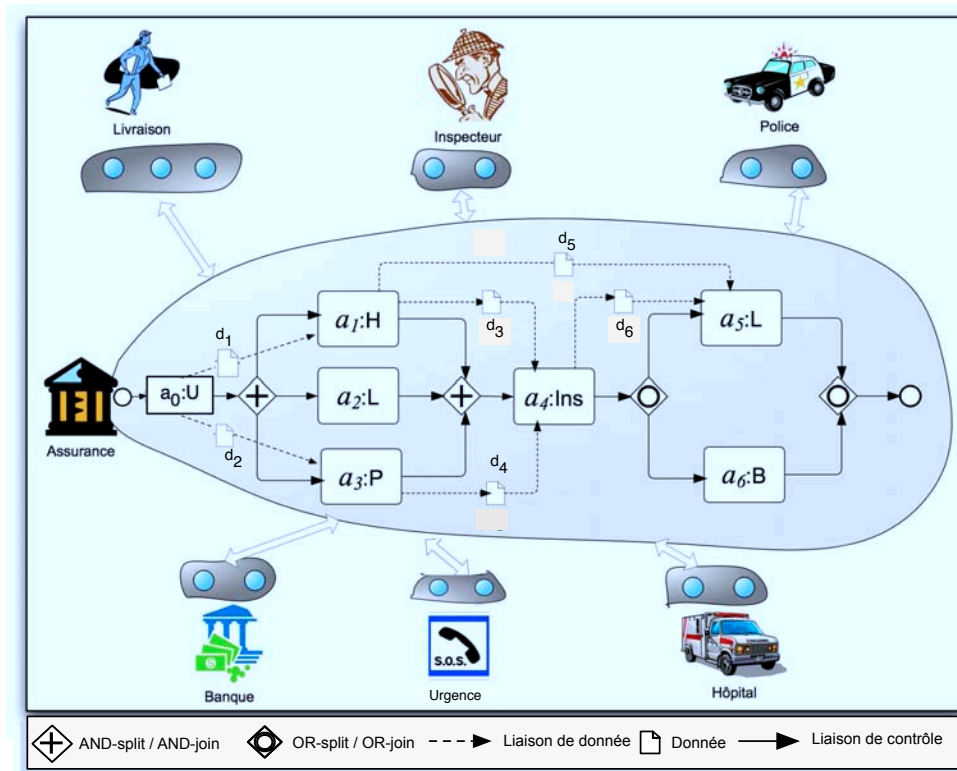 Livraison
Inspecteur
Police
d5
a1:H
d3
d6
a5:L
d1
a0:U
a2:L
a4:Ins
Assurance
d2
a3:P
d4
a6:B
S.O.S.
Banque
Urgence
Hôpital
AND-split / AND-join
OR-split / OR-join
Liaison de donnée
Donnée
Liaison de contrôle